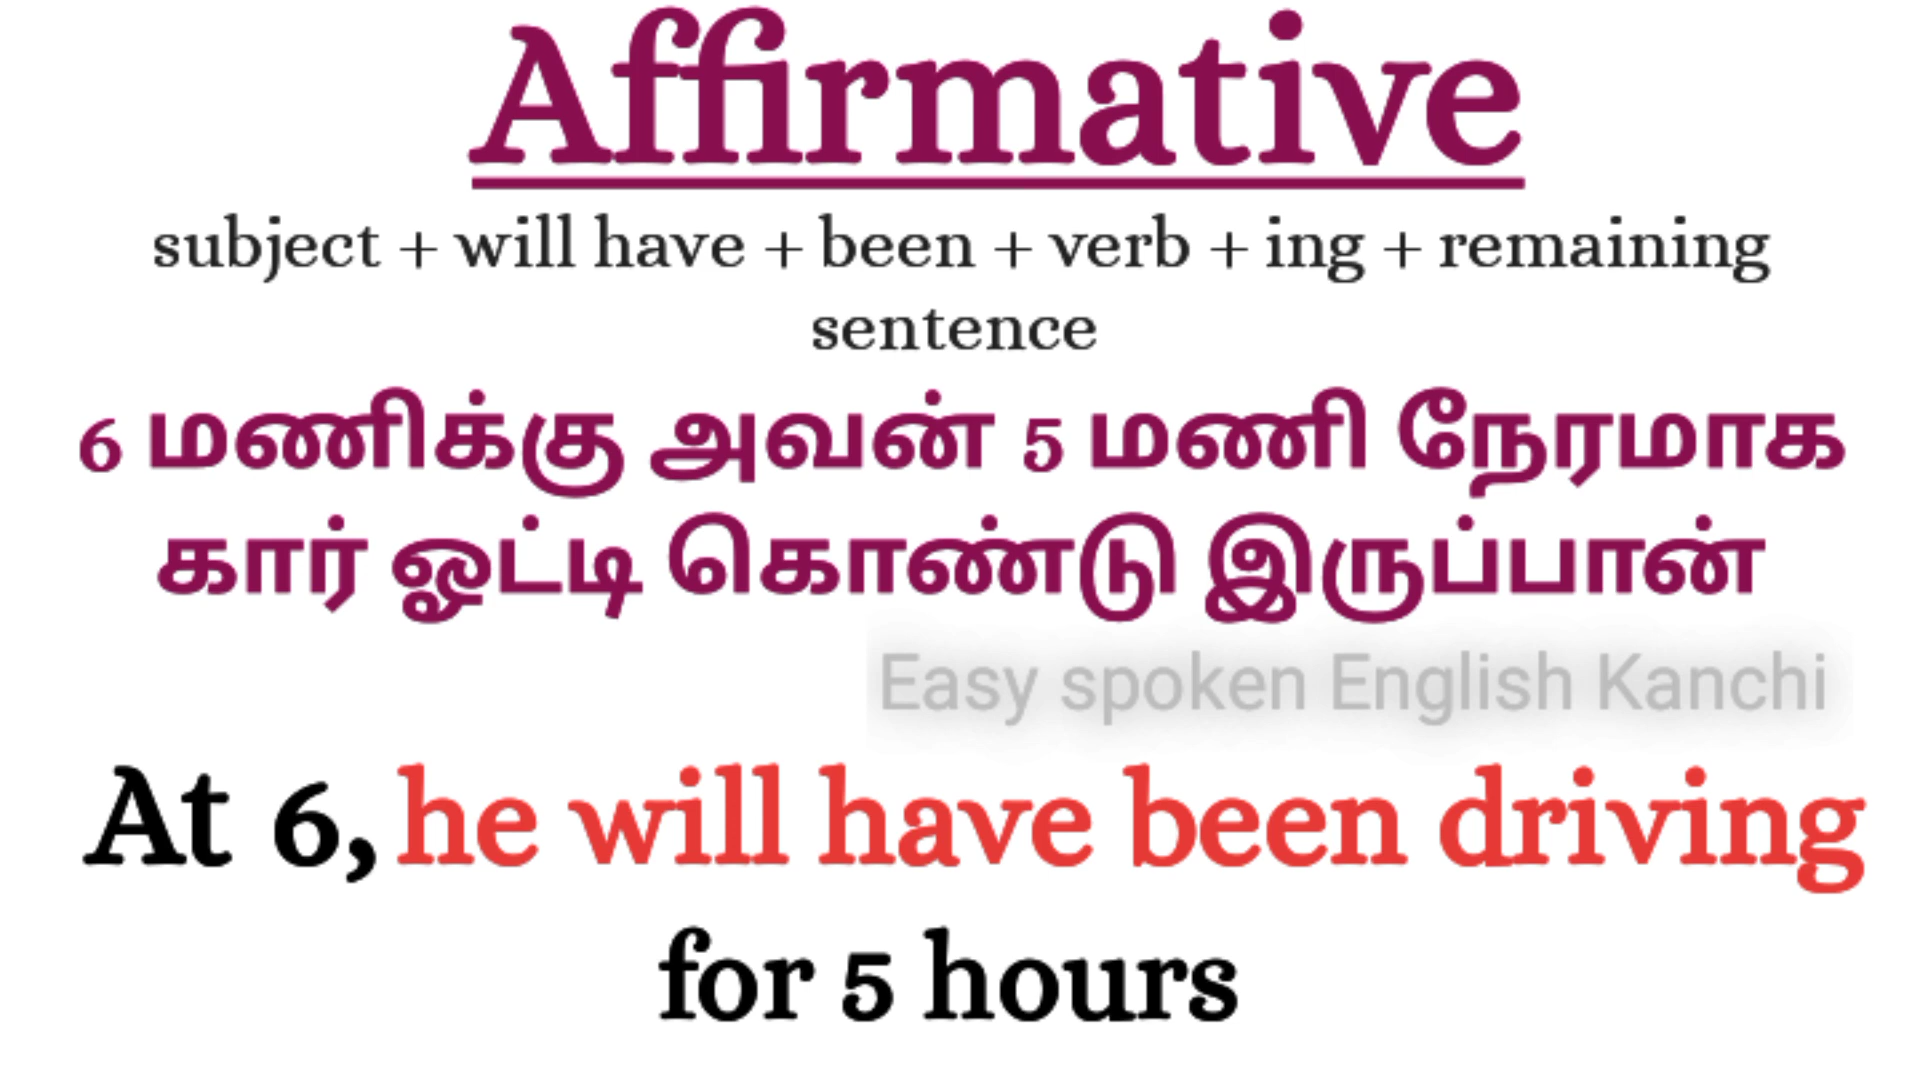 Affirmative
subject + will have + been + verb + ing + remaining
sentence
6 மணிக்கு அவன் 5 மணி நேரமாக
கார் ஓட்டி கொண்டு இருப்பான்
Easy spoken English Kanchi
At 6, he will have been driving
for 5 hours